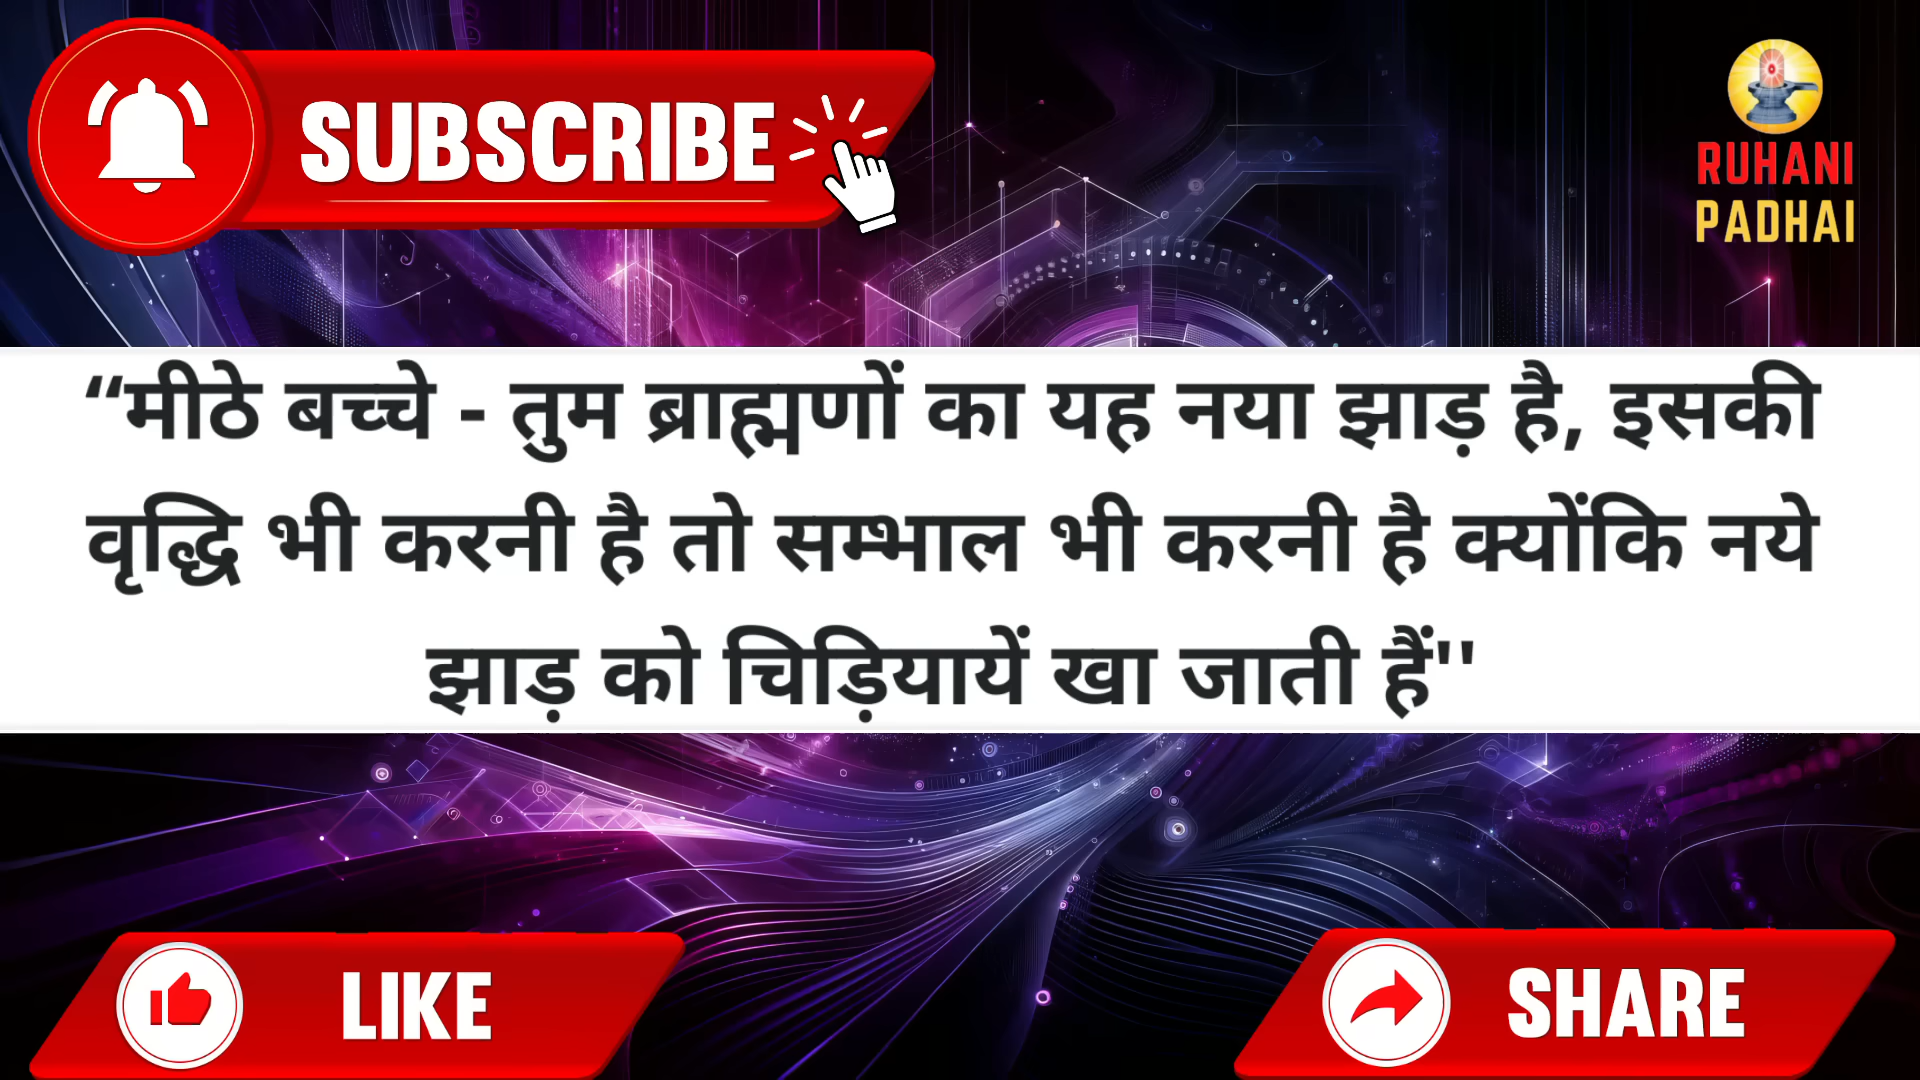 SUBSCRIBE
RUHANI
PADHAI
“मीठे बच्चे - तुम ब्राह्मणों का यह नया झाड़ है, इसकी
वृद्धि भी करनी है तो सम्भाल भी करनी है क्योंकि नये
झाड़ को चिड़ियायें खा जाती हैं''
LIKE
SHARE